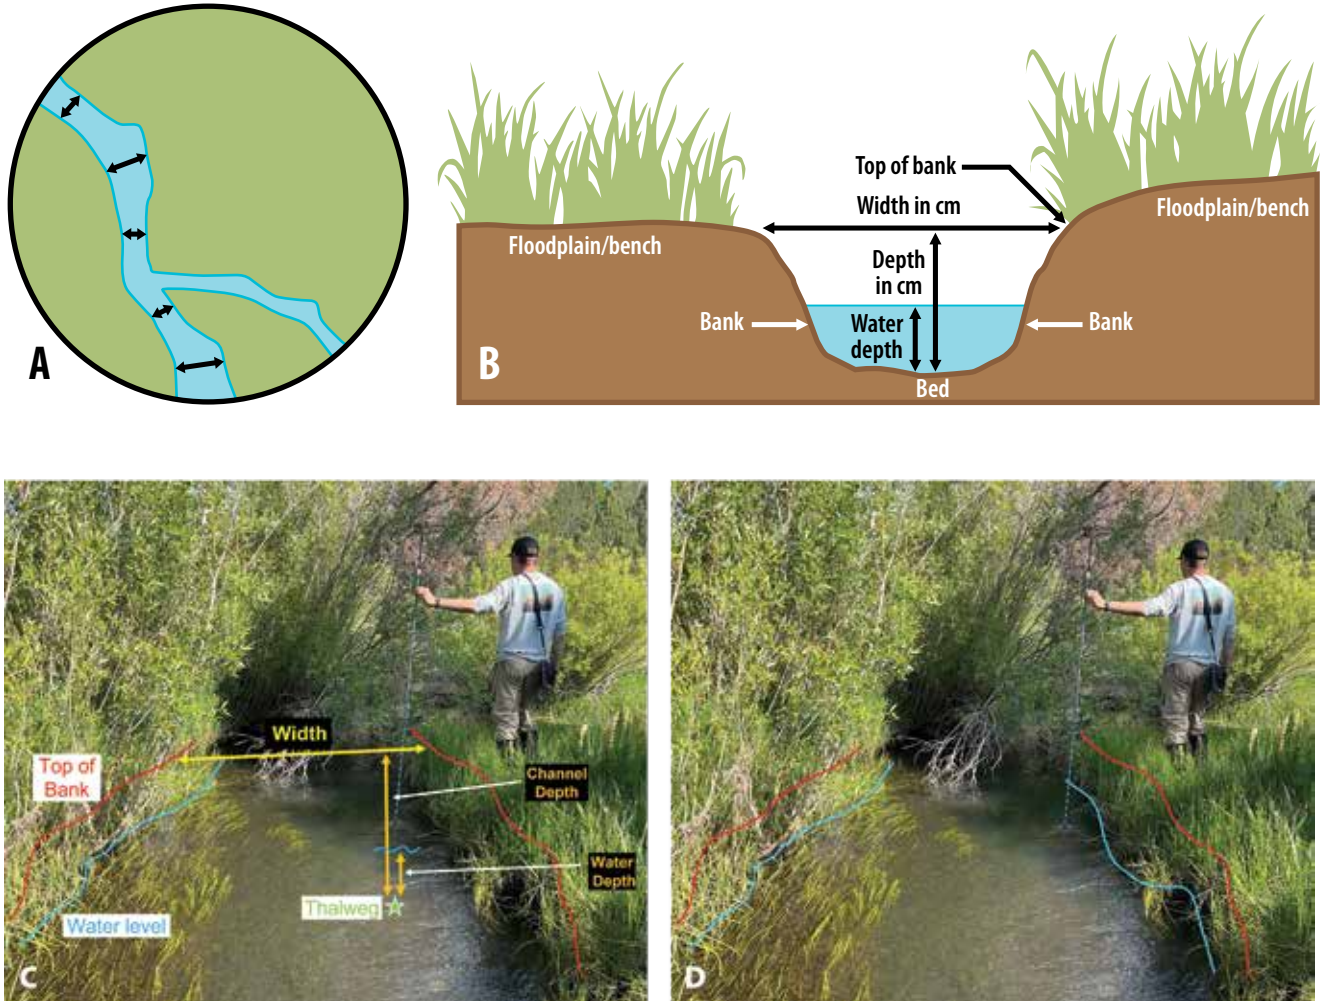 A
Top of bank
Width in cm
Floodplain/bench
Floodplain/bench
Depth
in cm
Bank
Bank
Water
depth
B
Bed
Width
Top of
Bank
Channel
Depth
Water
Depth
Thalweg
Water level
C
D